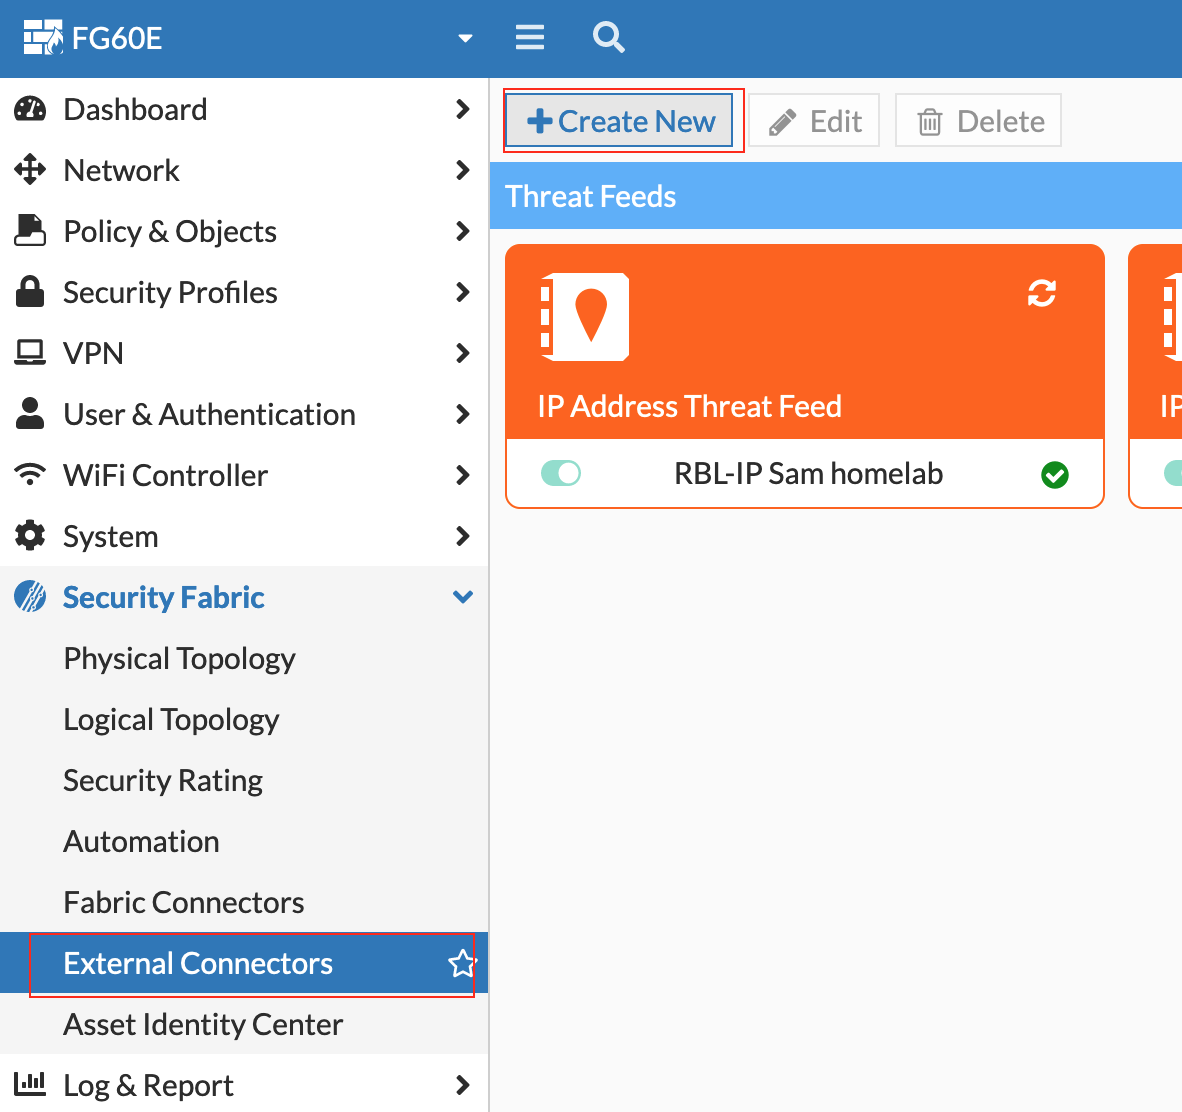 FG60E
Dashboard
Network
Policy & Objects
Security Profiles
VPN
User & Authentication
WiFi Controller
System
Security Fabric
Physical Topology
Logical Topology
Security Rating
Automation
Fabric Connectors
External Connectors
Asset Identity Center
Log & Report
Create New Edit Delete
Threat Feeds
IP Address Threat Feed IP
RBL-IP Sam homelab